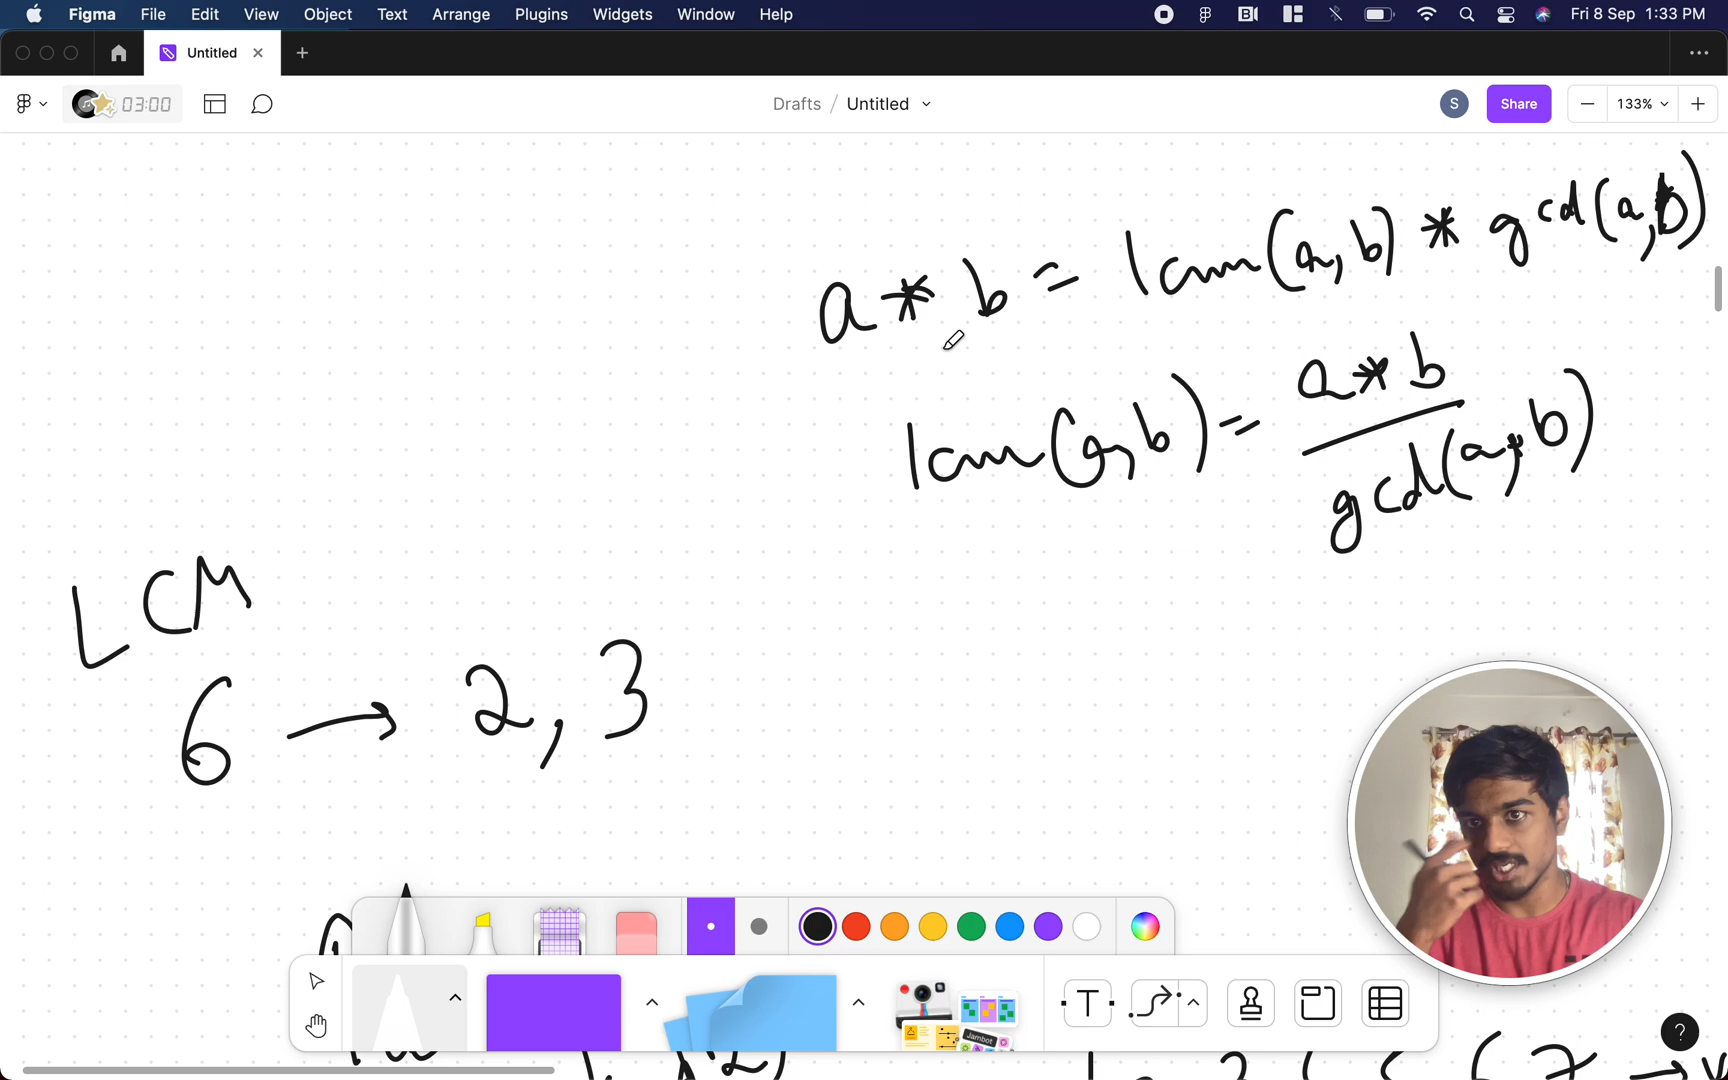 Figma File Edit View Object Text Arrange Plugins Widgets Window Help Fri 8 Sep 1:33 PM
Untitled
03:00 Drafts / Untitled S Share 133%
a * b = lcm(a, b) * gcd(a, b)
lcm(a, b) = a * b
gcd(a, b)
LCM
6 → 2, 3
T
Jambot
?